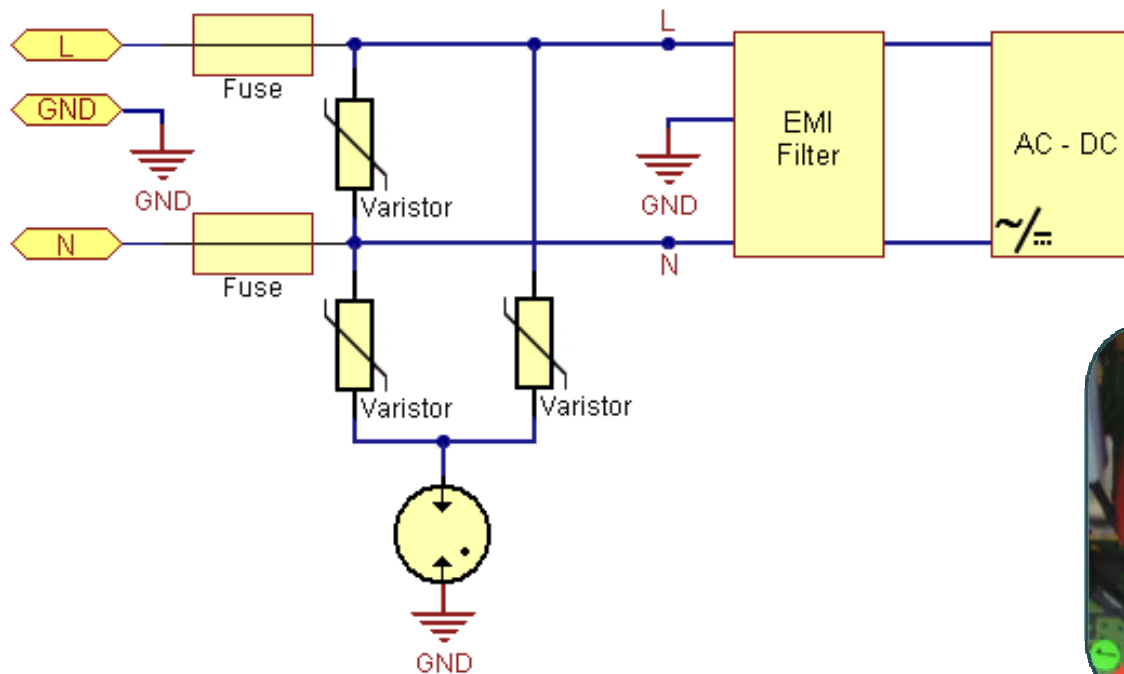 L
Fuse
GND
GND
Varistor
N
Fuse
L
GND
N
EMI
Filter
AC - DC
Varistor
Varistor
GND